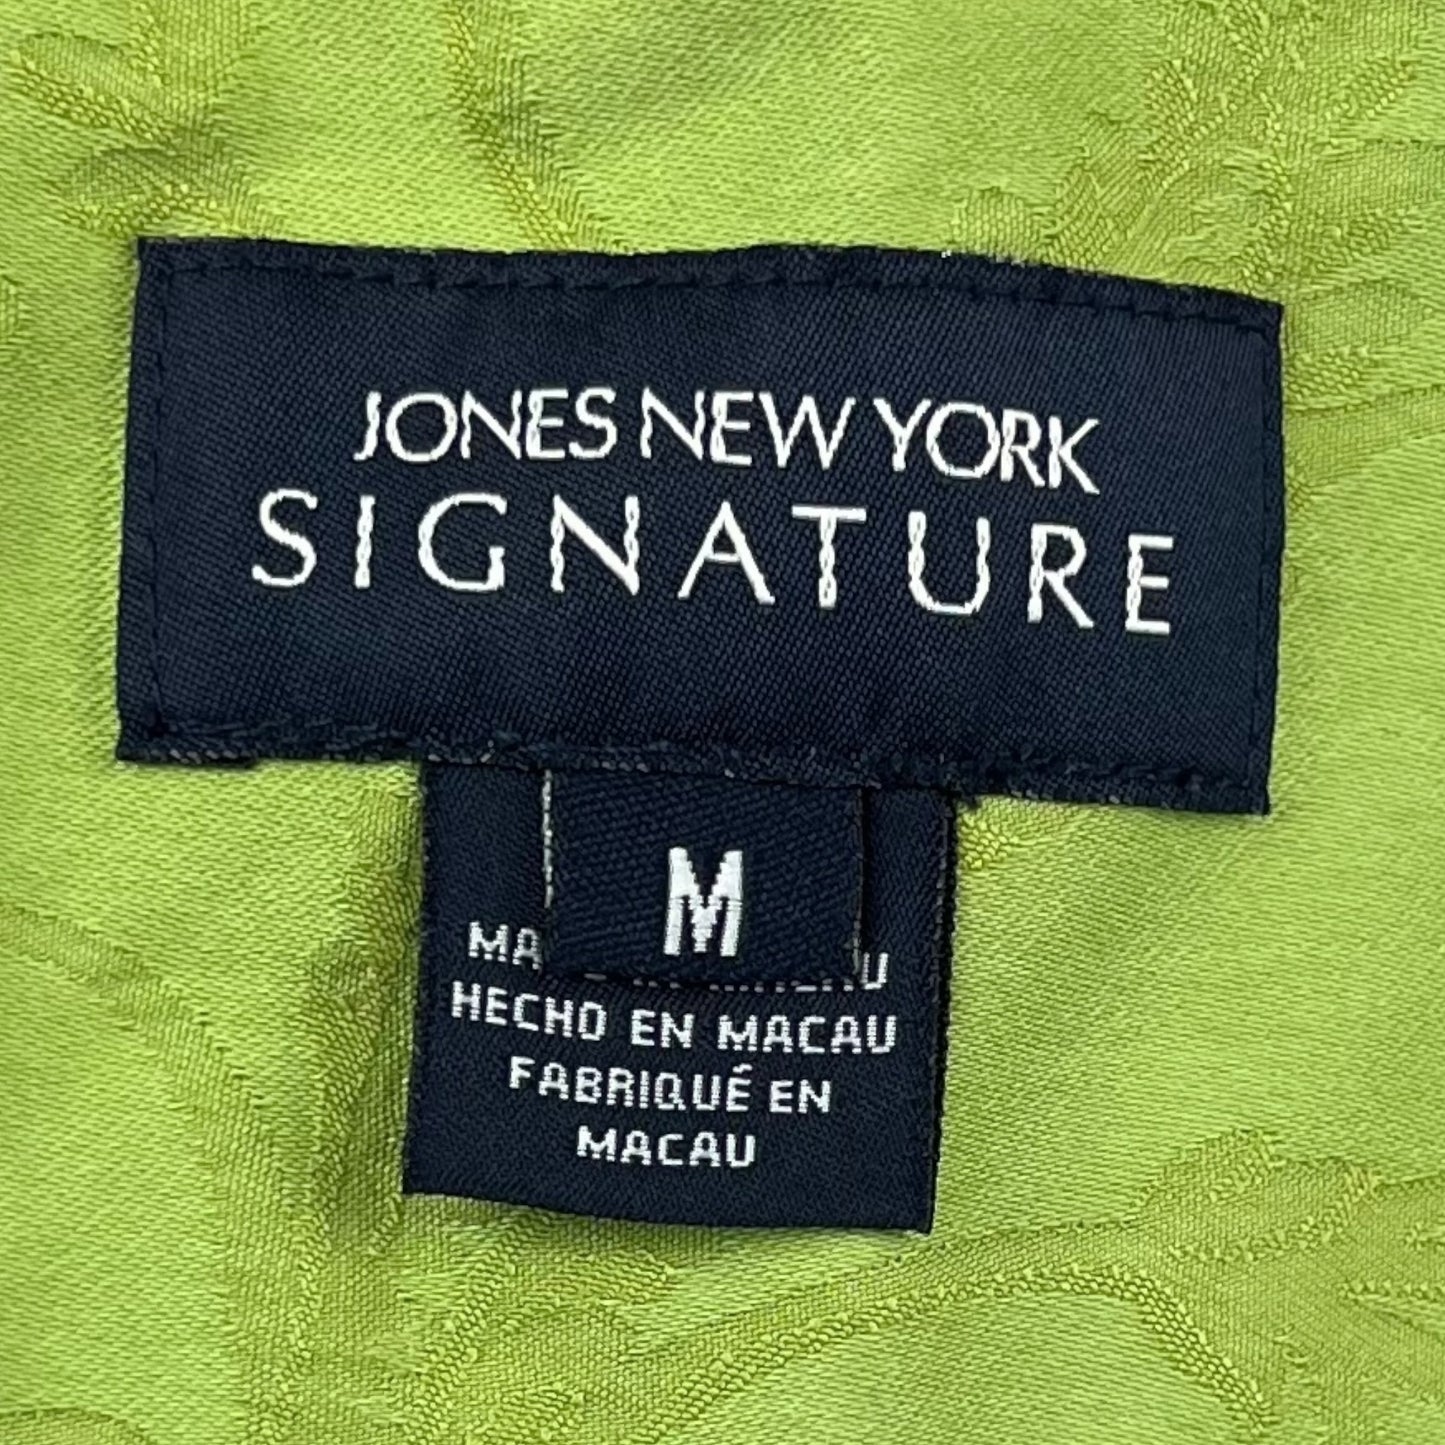 JONES NEW YORK
SIGNATURE
M
HECHO EN MACAU
FABRIQUÉ EN
MACAU